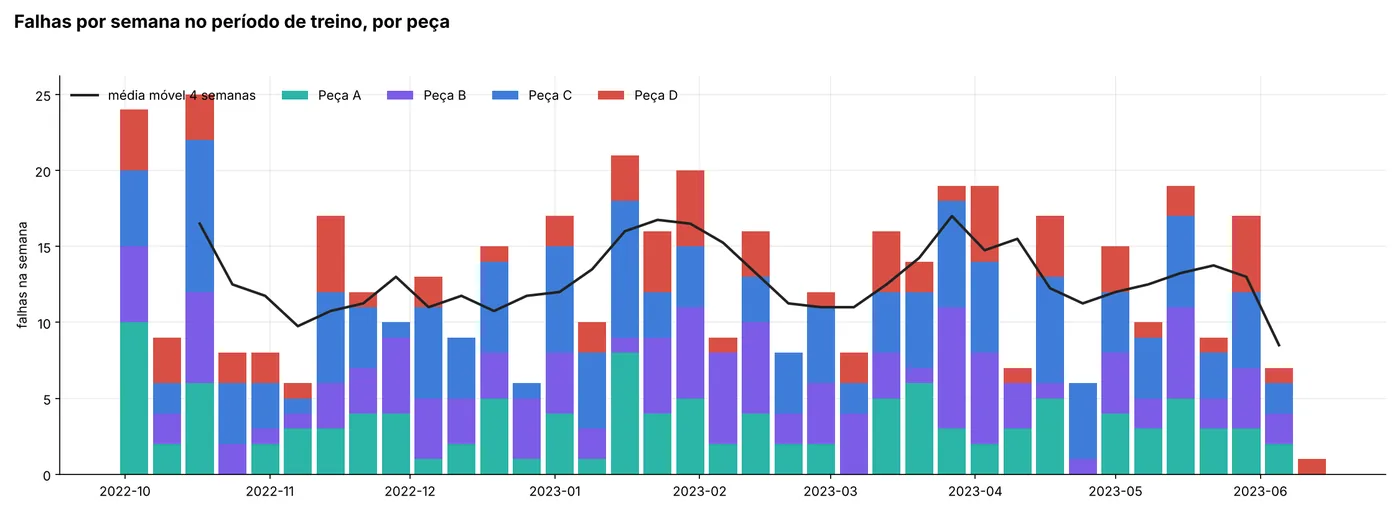 Falhas por semana no período de treino, por peça
média móvel 4 semanas Peça A Peça B Peça C Peça D
falhas na semana
25
20
15
10
5
0
2022-10 2022-11 2022-12 2023-01 2023-02 2023-03 2023-04 2023-05 2023-06